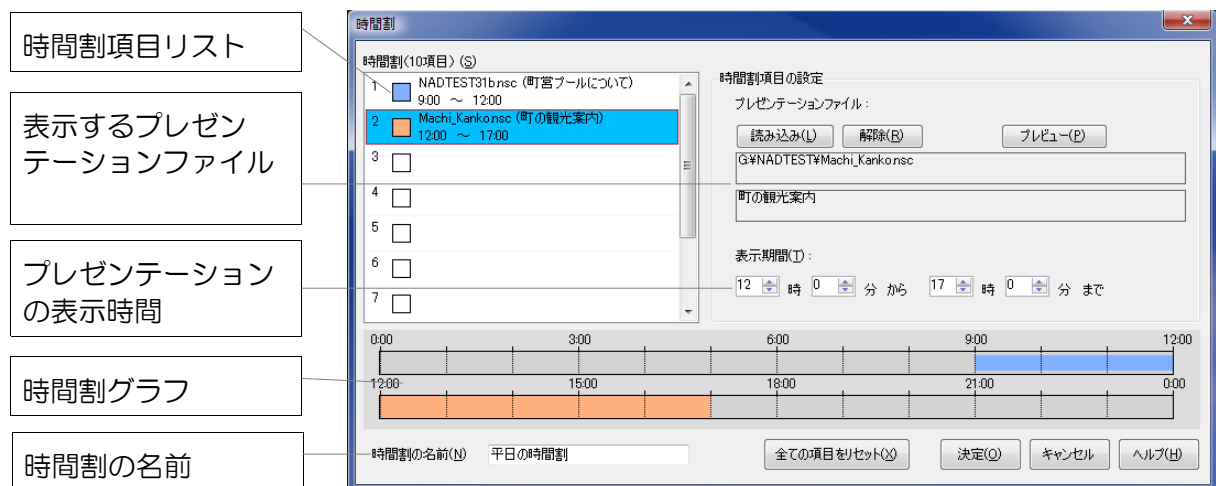 時間割項目リスト
表示するプレゼン
テーションファイル
プレゼンテーション
の表示時間
時間割グラフ
時間割の名前
時間割
時間割(10項目) (S)
1 NADTEST31b.nsc (町営プールについて)
9:00 ～ 12:00
2 Machi_Kanko.nsc (町の観光案内)
12:00 ～ 17:00
3
4
5
6
7
時間割項目の設定
プレゼンテーションファイル：
読み込み(L) 解除(R) プレビュー(P)
G:¥NADTEST¥Machi_Kanko.nsc
町の観光案内
表示期間(T)：
12 時 0 分 から 17 時 0 分 まで
0:00 3:00 6:00 9:00 12:00
12:00 15:00 18:00 21:00 0:00
時間割の名前(N) 平日の時間割
全ての項目をリセット(X) 決定(O) キャンセル ヘルプ(H)